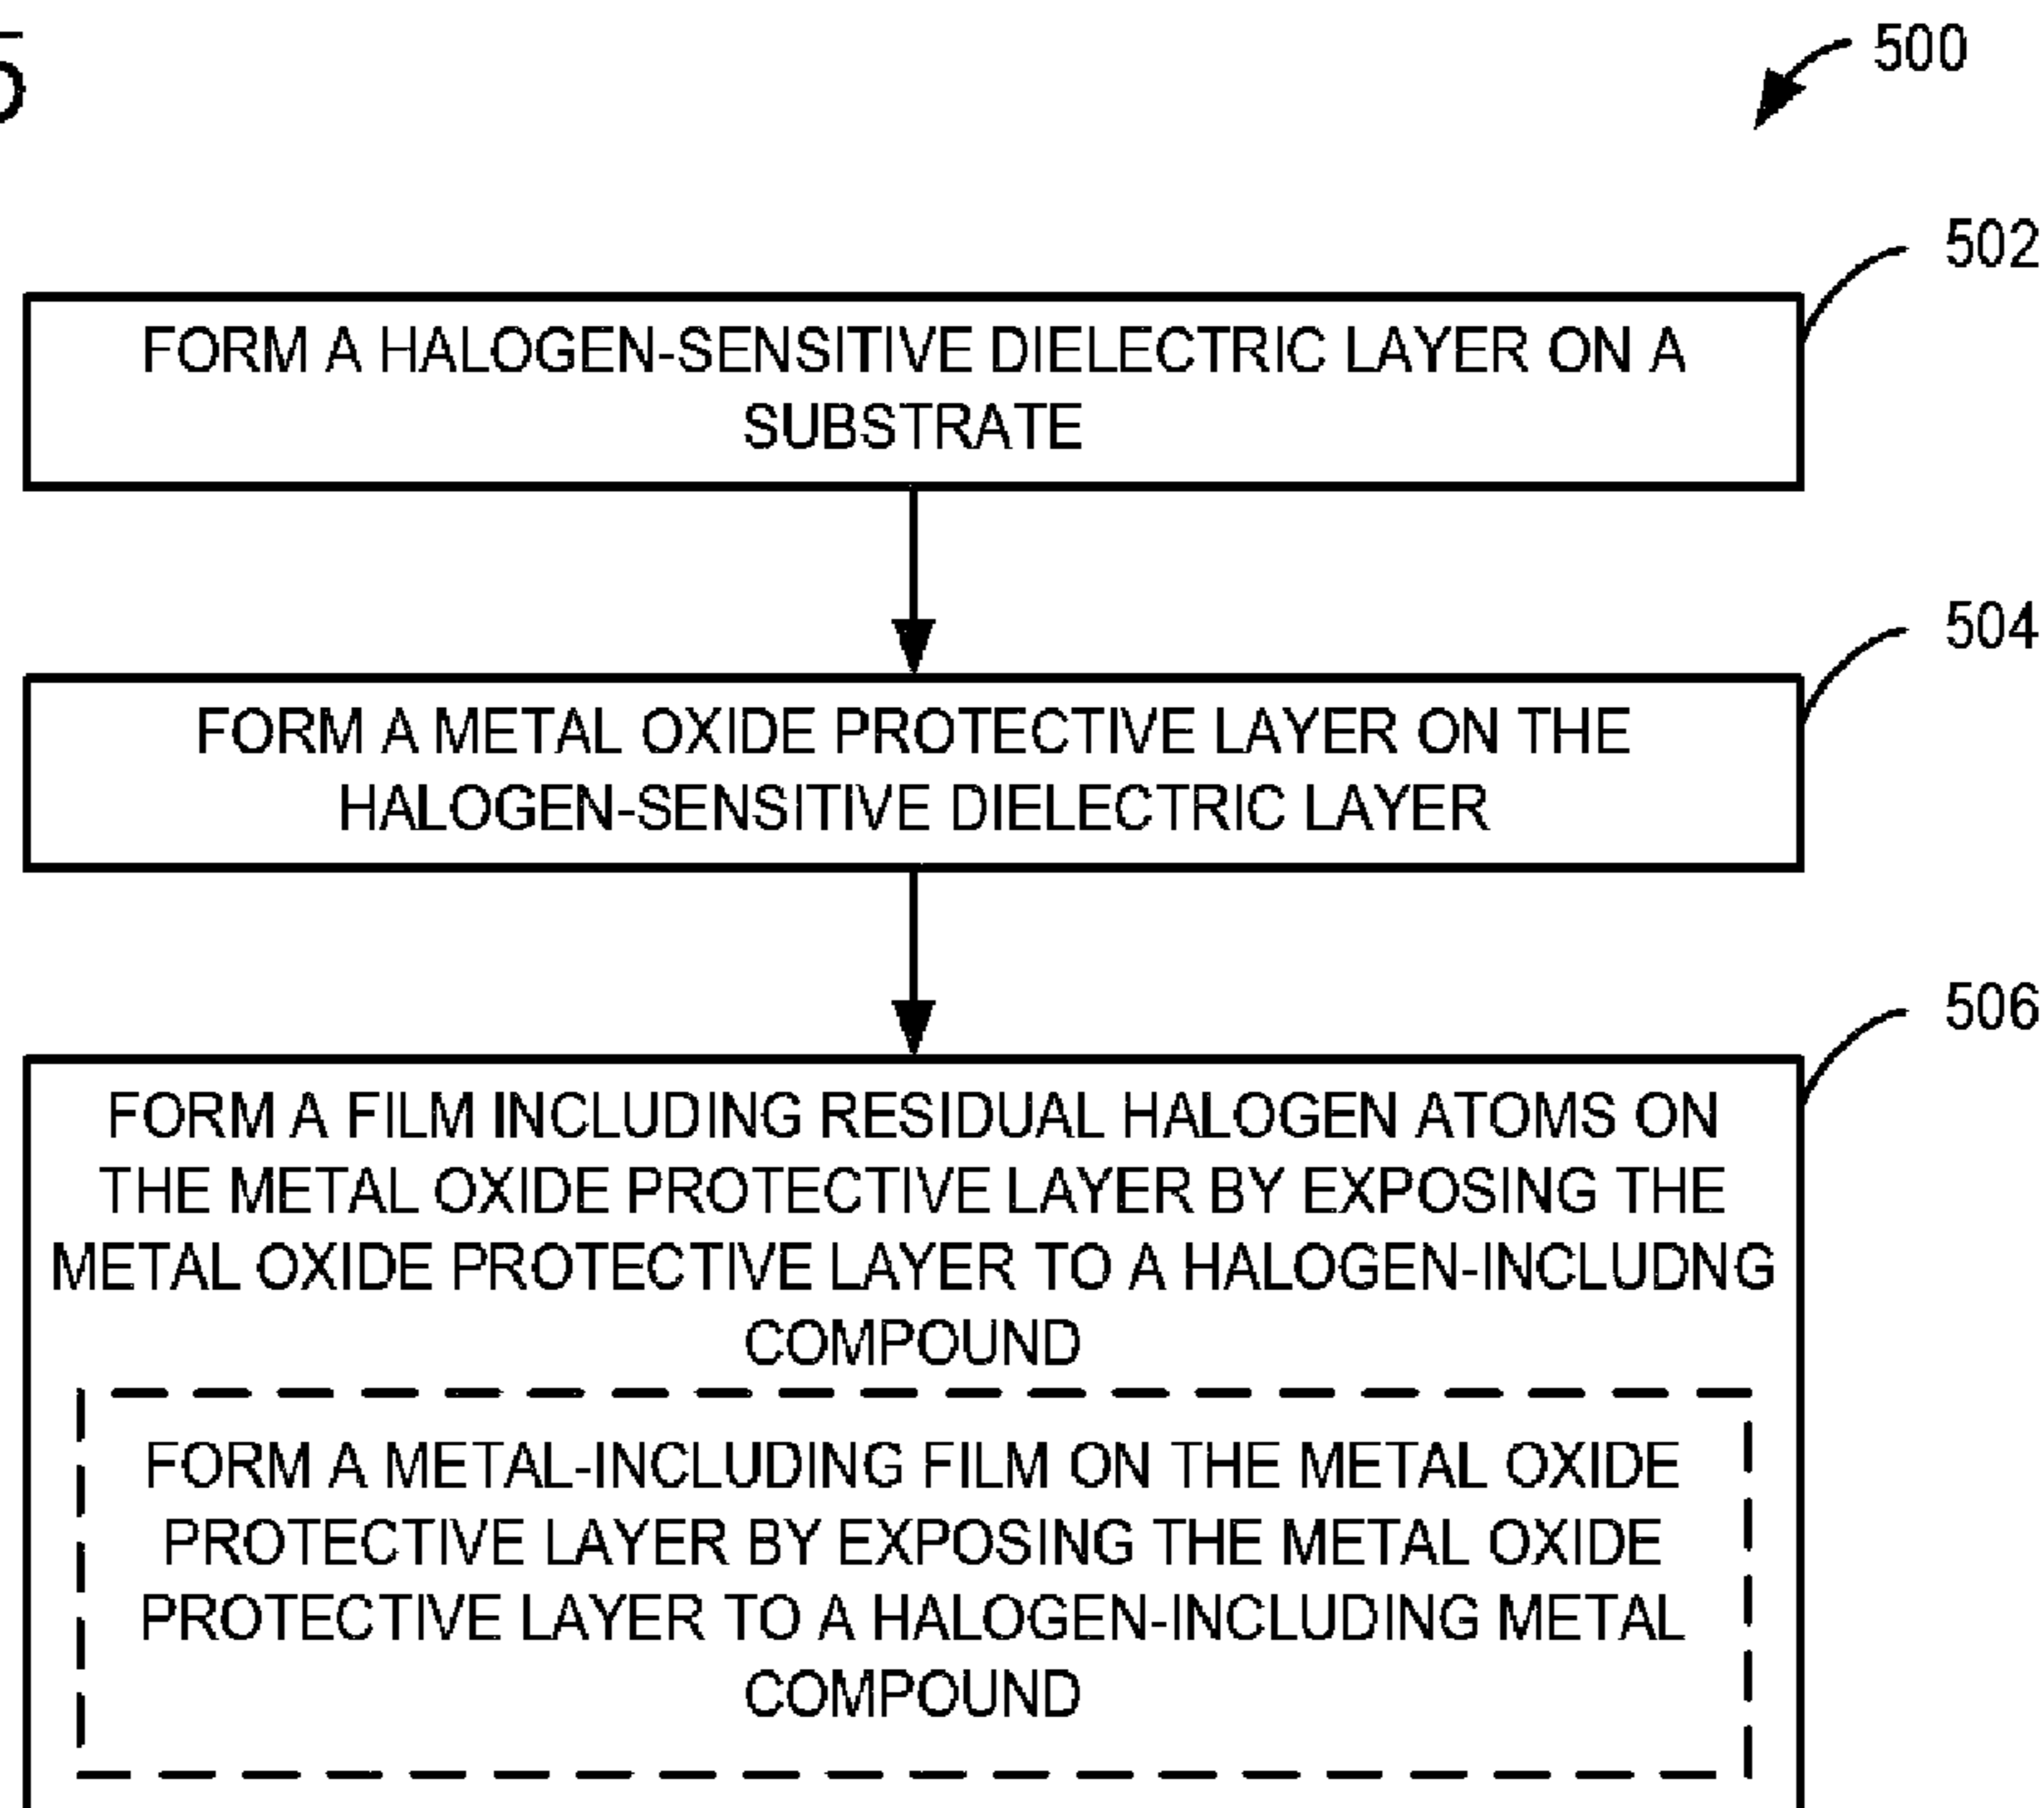 5
500
502
FORM A HALOGEN-SENSITIVE DIELECTRIC LAYER ON A
SUBSTRATE
504
FORM A METAL OXIDE PROTECTIVE LAYER ON THE
HALOGEN-SENSITIVE DIELECTRIC LAYER
506
FORM A FILM INCLUDING RESIDUAL HALOGEN ATOMS ON
THE METAL OXIDE PROTECTIVE LAYER BY EXPOSING THE
METAL OXIDE PROTECTIVE LAYER TO A HALOGEN-INCLUDNG
COMPOUND
FORM A METAL-INCLUDING FILM ON THE METAL OXIDE
PROTECTIVE LAYER BY EXPOSING THE METAL OXIDE
PROTECTIVE LAYER TO A HALOGEN-INCLUDING METAL
COMPOUND